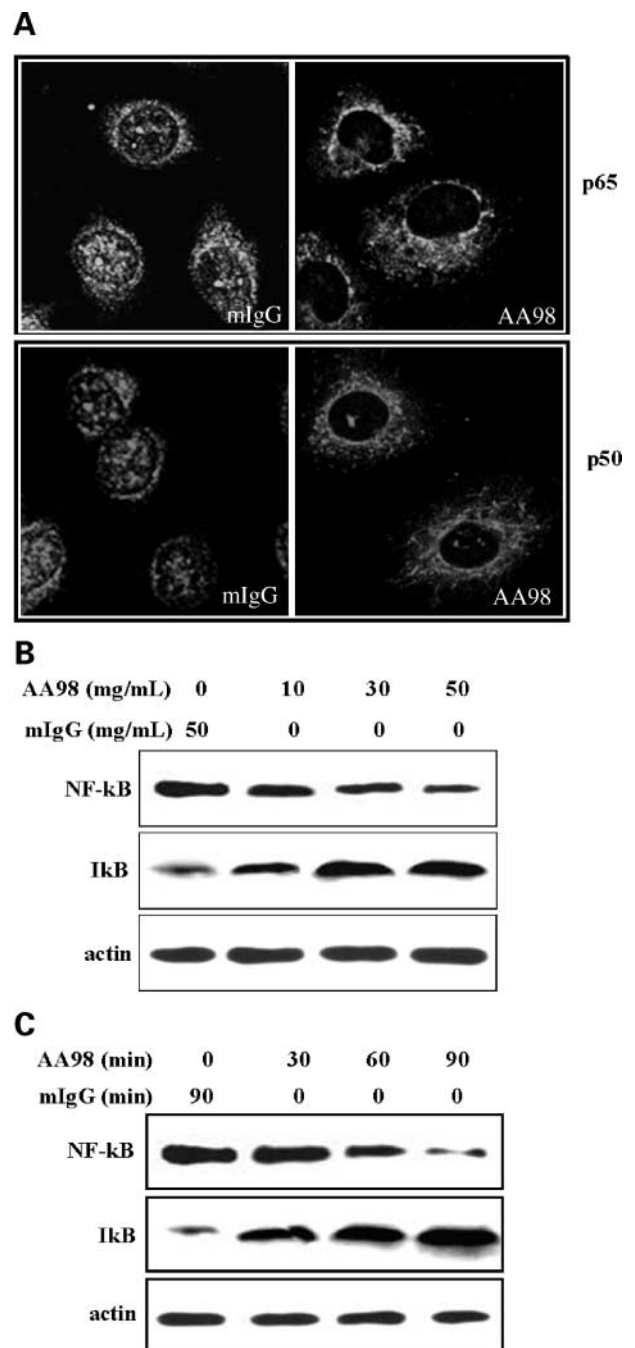 A
p65
mIgG
AA98
p50
mIgG
AA98
B
AA98 (mg/mL) 0 10 30 50
mIgG (mg/mL) 50 0 0 0
NF-kB
IkB
actin
C
AA98 (min) 0 30 60 90
mIgG (min) 90 0 0 0
NF-kB
IkB
actin